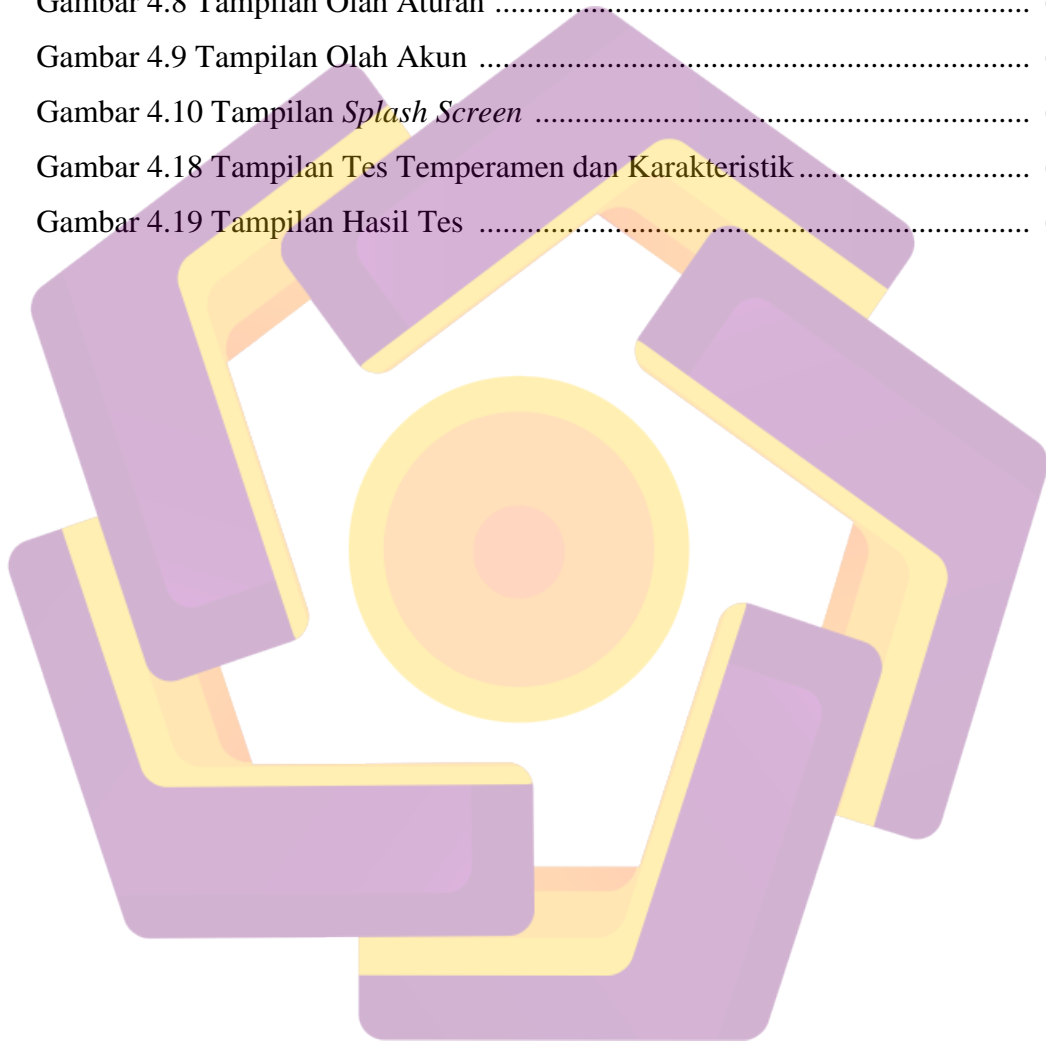 Gambar 4.8 Tampilan Olah Aturan ....................................................................
Gambar 4.9 Tampilan Olah Akun ......................................................................
Gambar 4.10 Tampilan Splash Screen ...............................................................
Gambar 4.18 Tampilan Tes Temperamen dan Karakteristik .............................
Gambar 4.19 Tampilan Hasil Tes ......................................................................